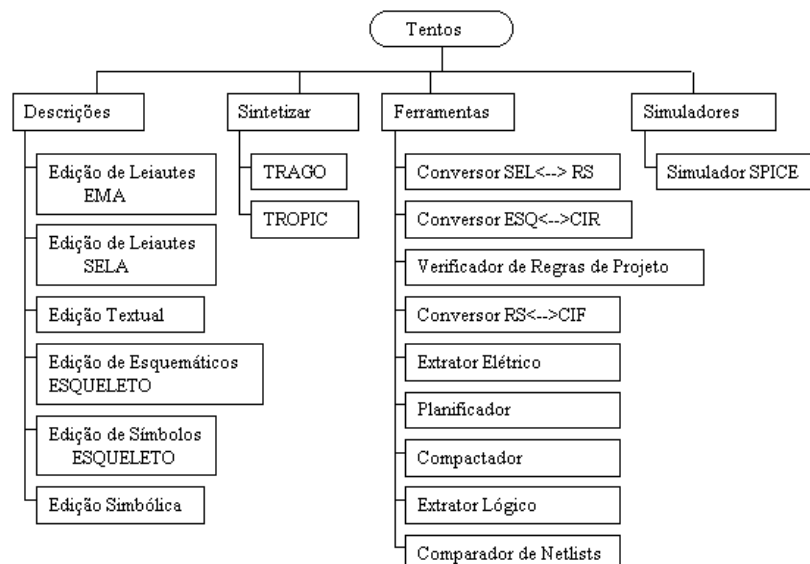 Tentos
Descrições
Sintetizar
Ferramentas
Simuladores
Edição de Leiautes
EMA
Edição de Leiautes
SELA
Edição Textual
Edição de Esquemáticos
ESQUELETO
Edição de Símbolos
ESQUELETO
Edição Simbólica
TRAGO
TROPIC
Conversor SEL<--> RS
Conversor ESQ<-->CIR
Verificador de Regras de Projeto
Conversor RS<-->CIF
Extrator Elétrico
Planificador
Compactador
Extrator Lógico
Comparador de Netlists
Simulador SPICE